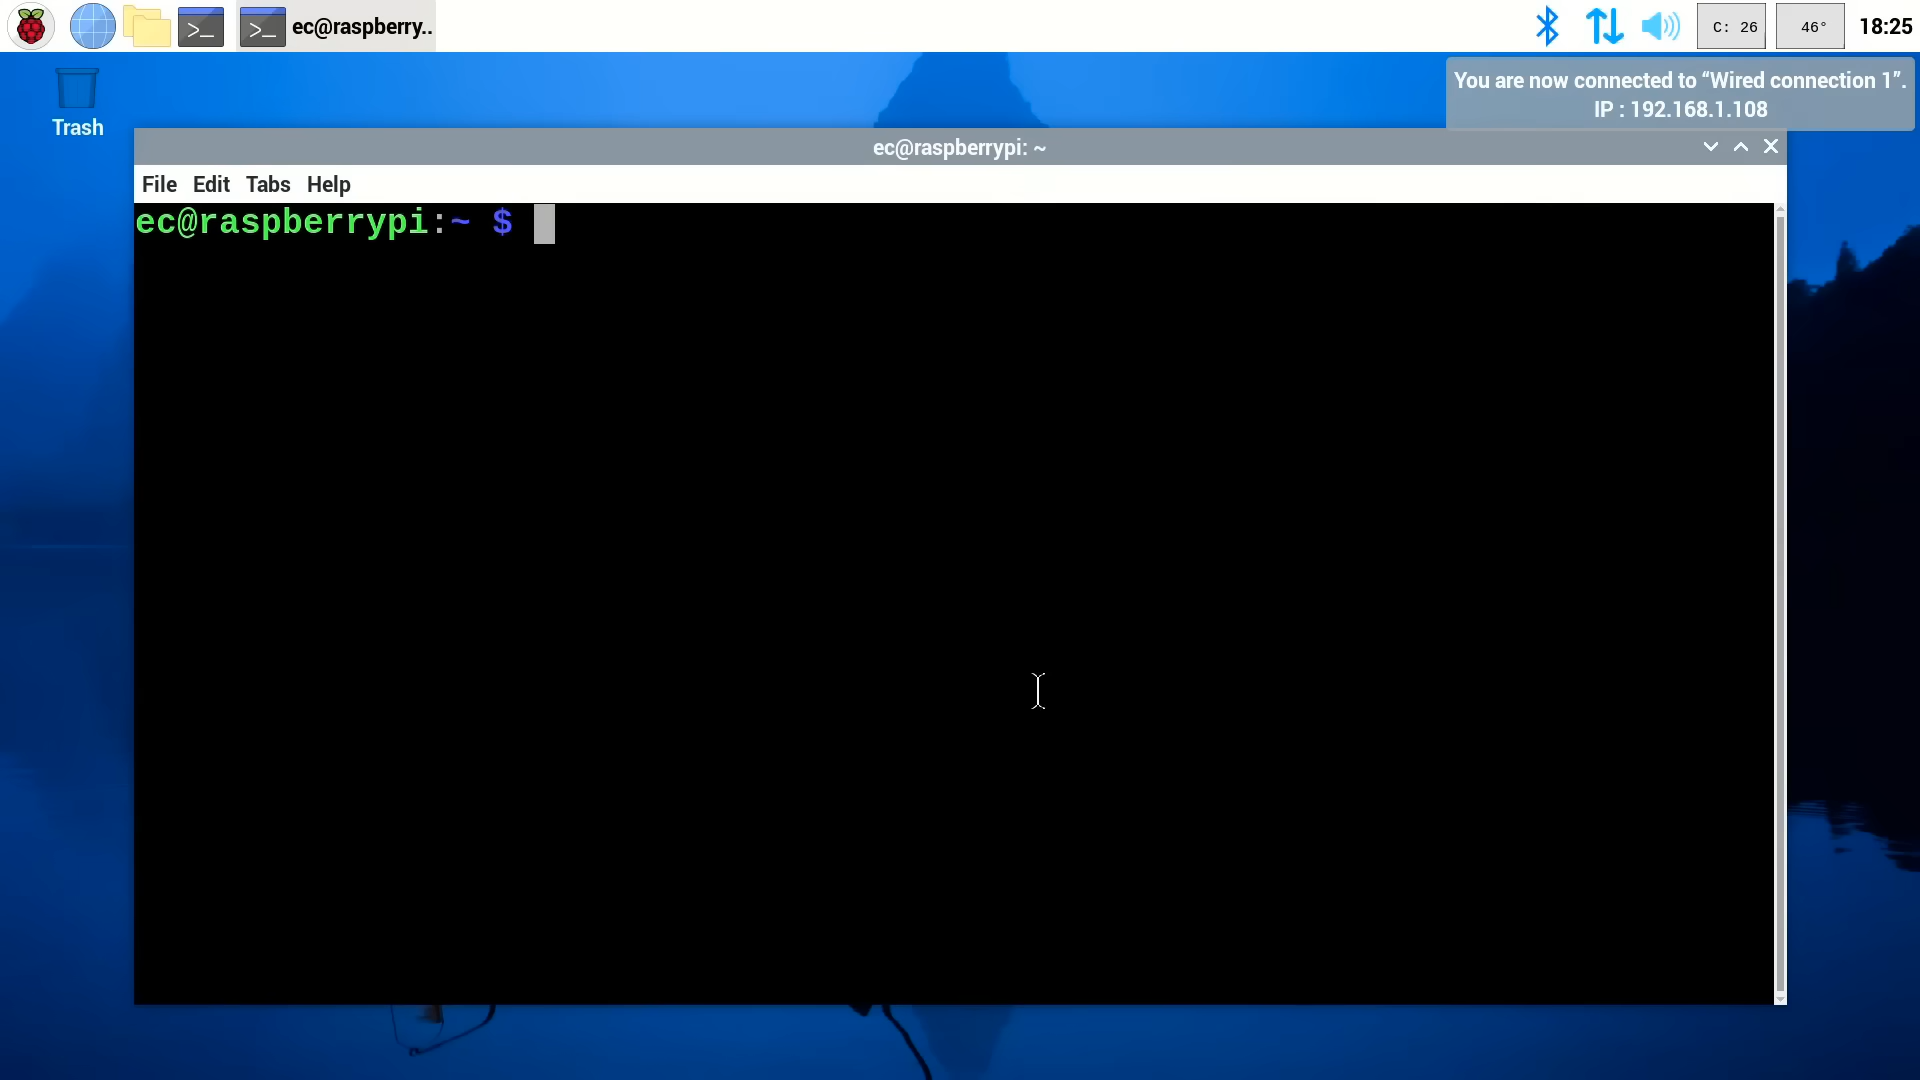 ec@raspberry..
C: 26
46°
18:25
You are now connected to “Wired connection 1”.
IP : 192.168.1.108
Trash
ec@raspberrypi: ~
File Edit Tabs Help
ec@raspberrypi:~ $